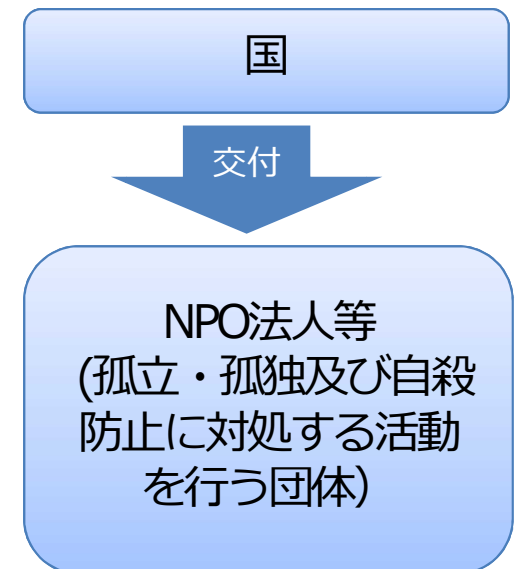 国
交付
NPO法人等
(孤立・孤独及び自殺
防止に対処する活動
を行う団体）